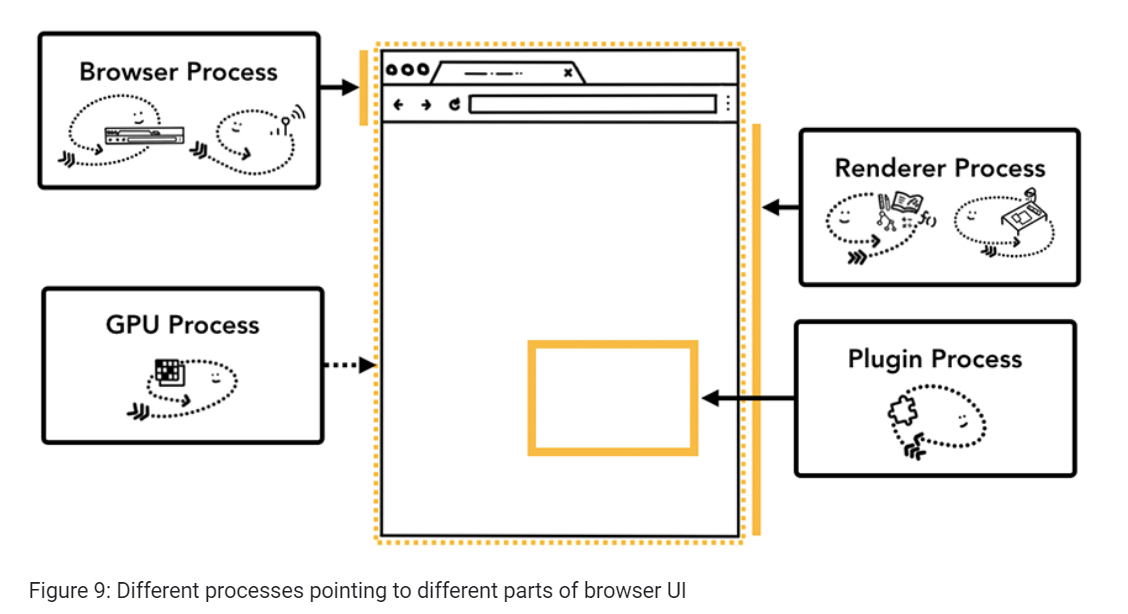 Browser Process
Renderer Process
GPU Process
Plugin Process
Figure 9: Different processes pointing to different parts of browser UI